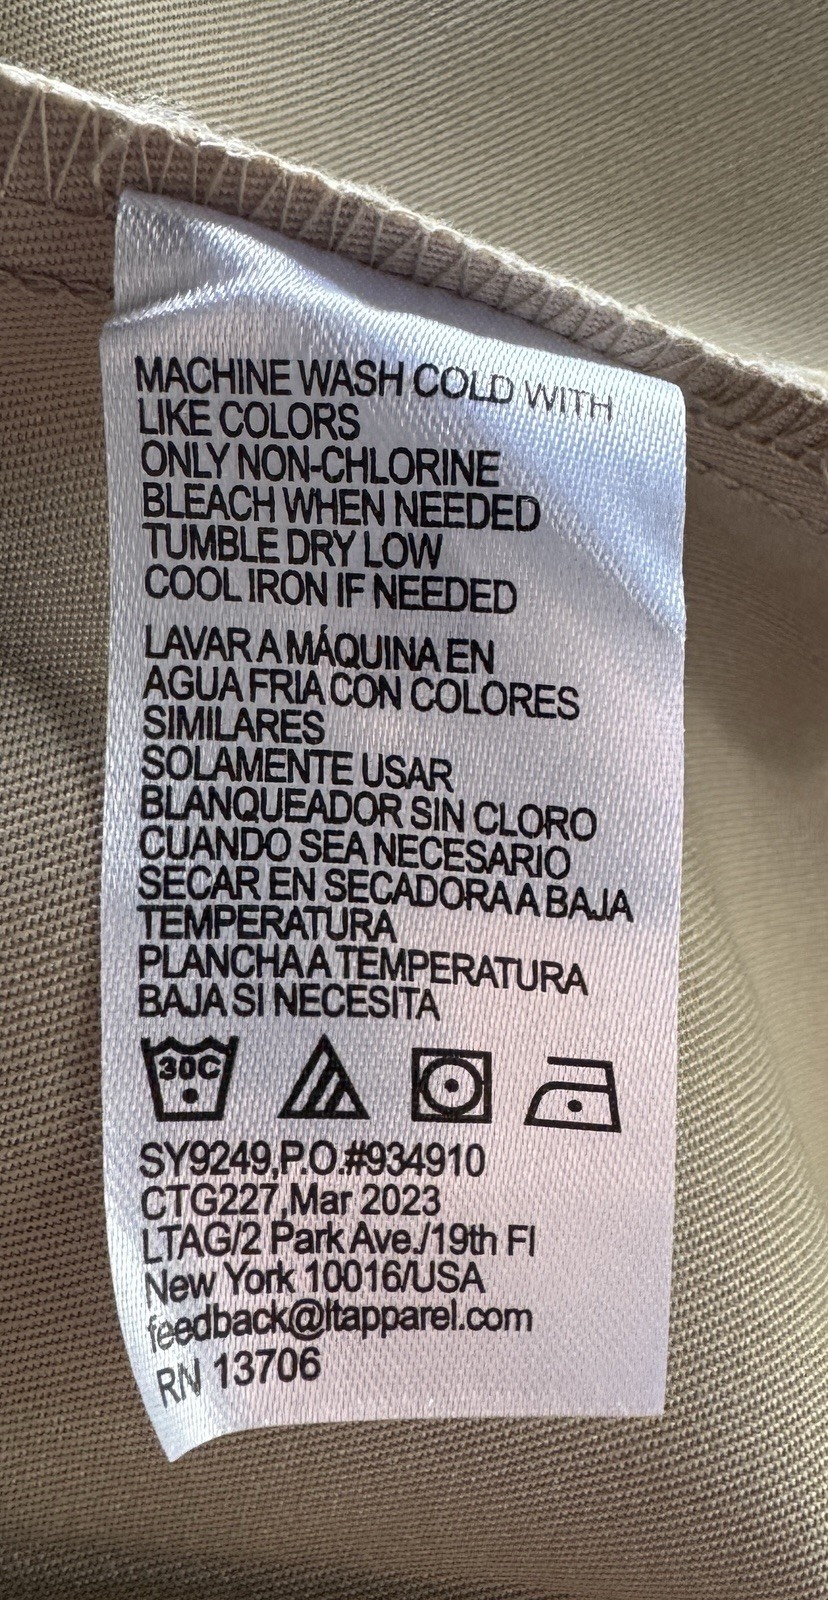 MACHINE WASH COLD WITH
LIKE COLORS
ONLY NON-CHLORINE
BLEACH WHEN NEEDED
TUMBLE DRY LOW
COOL IRON IF NEEDED
LAVAR A MÁQUINA EN
AGUA FRIA CON COLORES
SIMILARES
SOLAMENTE USAR
BLANQUEADOR SIN CLORO
CUANDO SEA NECESARIO
SECAR EN SECADORA A BAJA
TEMPERATURA
PLANCHA A TEMPERATURA
BAJA SI NECESITA
30C
SY9249,P.O.#934910
CTG227,Mar 2023
LTAG/2 Park Ave./19th Fl
New York 10016/USA
feedback@ltapparel.com
RN 13706